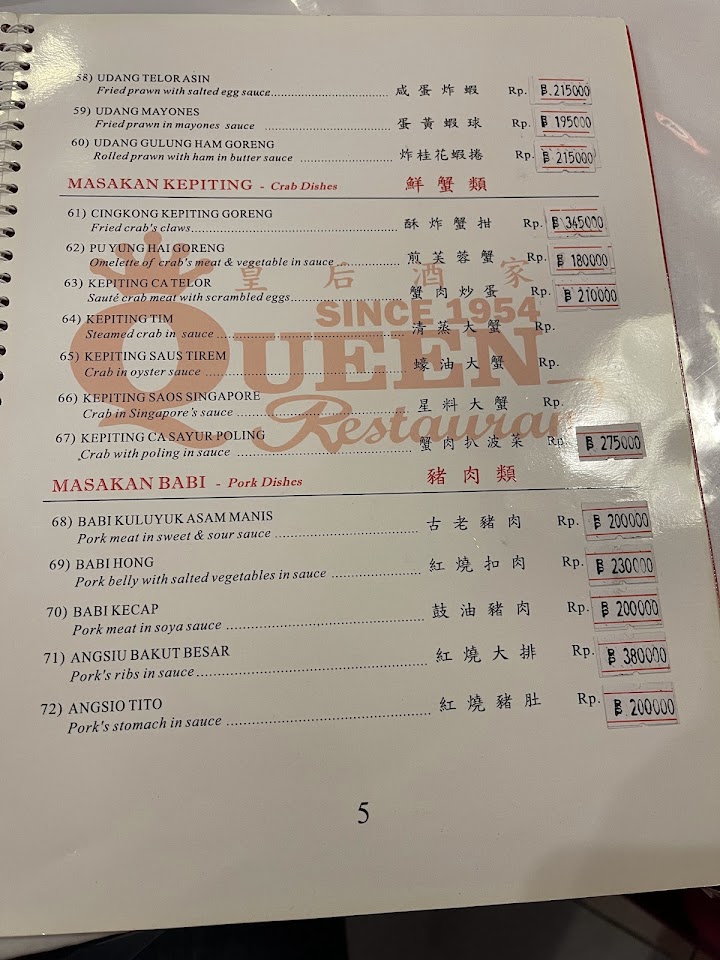 58) UDANG TELOR ASIN
Fried prawn with salted egg sauce 咸蛋炸蝦 Rp. 215000
59) UDANG MAYONES
Fried prawn in mayones sauce 蛋黃蝦球 Rp. 195000
60) UDANG GULUNG HAM GORENG
Rolled prawn with ham in butter sauce 炸桂花蝦捲 Rp. 215000
MASAKAN KEPITING - Crab Dishes 鮮蟹類
61) CINGKONG KEPITING GORENG
Fried crab's claws 酥炸蟹拑 Rp. 345000
62) PU YUNG HAI GORENG
Omelette of crab's meat & vegetable in sauce 煎芙蓉蟹 Rp. 180000
皇后酒家
63) KEPITING CA TELOR
Sauté crab meat with scrambled eggs 蟹肉炒蛋 Rp. 210000
SINCE 1954
64) KEPITING TIM
Steamed crab in sauce 清蒸大蟹 Rp.
QUEEN
65) KEPITING SAUS TIREM
Crab in oyster sauce 蠔油大蟹 Rp.
66) KEPITING SAOS SINGAPORE
Crab in Singapore's sauce 星料大蟹 Rp.
Restaurant
67) KEPITING CA SAYUR POLING
Crab with poling in sauce 蟹肉扒波菜 Rp. 275000
MASAKAN BABI - Pork Dishes 豬肉類
68) BABI KULUYUK ASAM MANIS
Pork meat in sweet & sour sauce 古老豬肉 Rp. 200000
69) BABI HONG
Pork belly with salted vegetables in sauce 紅燒扣肉 Rp. 230000
70) BABI KECAP
Pork meat in soya sauce 鼓油豬肉 Rp. 200000
71) ANGSIU BAKUT BESAR
Pork's ribs in sauce 紅燒大排 Rp. 380000
72) ANGSIO TITO
Pork's stomach in sauce 紅燒豬肚 Rp. 200000
5